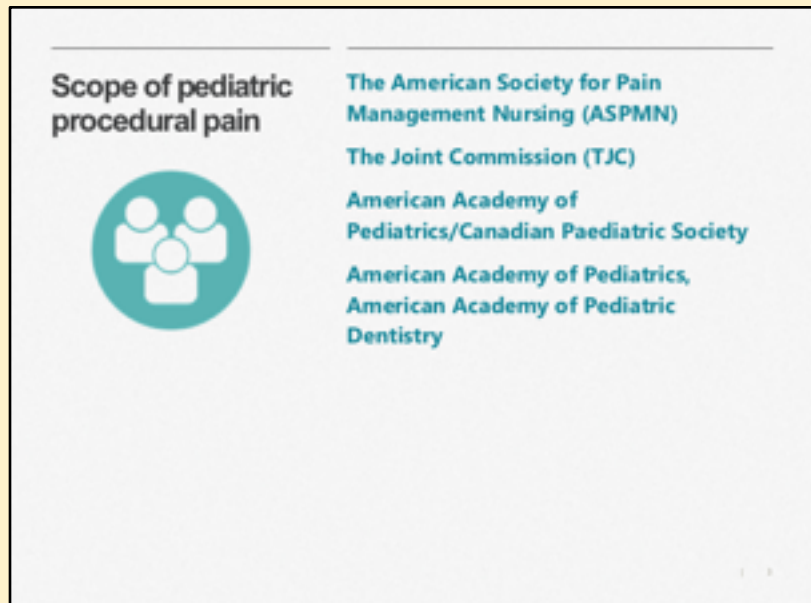 Scope of pediatric
procedural pain
The American Society for Pain
Management Nursing (ASPMN)
The Joint Commission (TJC)
American Academy of
Pediatrics/Canadian Paediatric Society
American Academy of Pediatrics,
American Academy of Pediatric
Dentistry